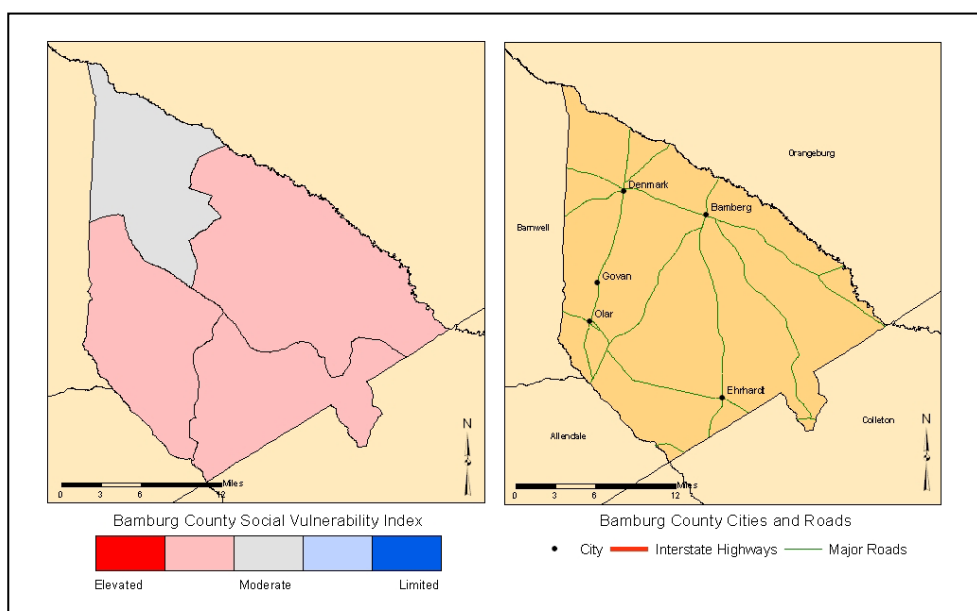 N
Miles
0 3 6 12
Bamburg County Social Vulnerability Index
Elevated Moderate Limited
Orangeburg
Denmark
Bamberg
Barnwell
Govan
Olar
Ehrhardt
Colleton
Allendale
N
Miles
0 3 6 12
Bamburg County Cities and Roads
City Interstate Highways Major Roads